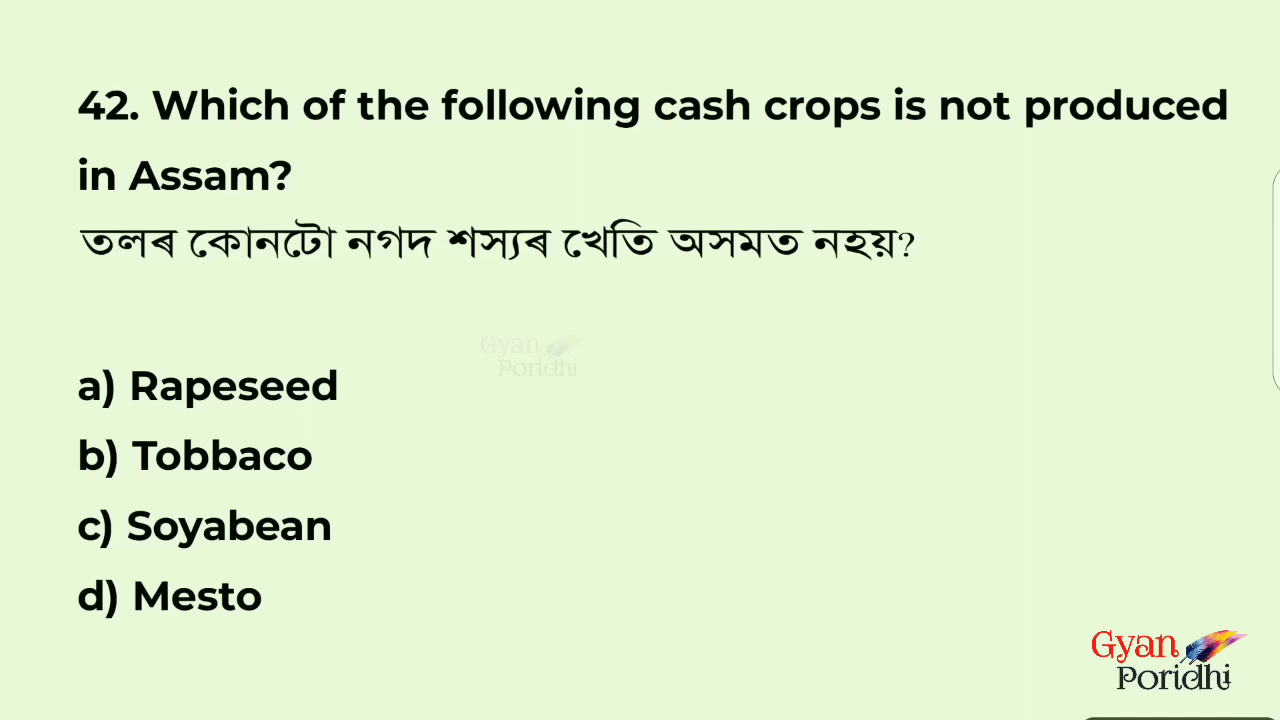 42. Which of the following cash crops is not produced
in Assam?
তলৰ কোনটো নগদ শস্যৰ খেতি অসমত নহয়?
Gyan
Poridhi
a) Rapeseed
b) Tobbaco
c) Soyabean
d) Mesto
Gyan
Poridhi